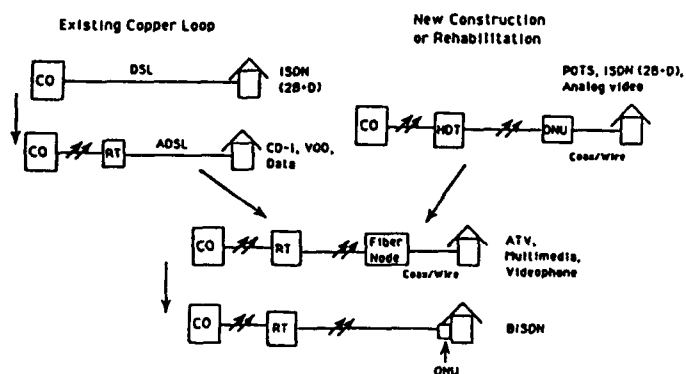 Existing Copper Loop
New Construction
or Rehabilitation
CO
DSL
ISDN
(2B+D)
CO
RT
ADSL
CD-I, VOD,
Data
POTS, ISDN (2B+D),
Analog video
CO
HDT
ONU
Coax/Wire
CO
RT
Fiber
Node
Coax/Wire
ATV,
Multimedia,
Videophone
CO
RT
BISDN
ONU